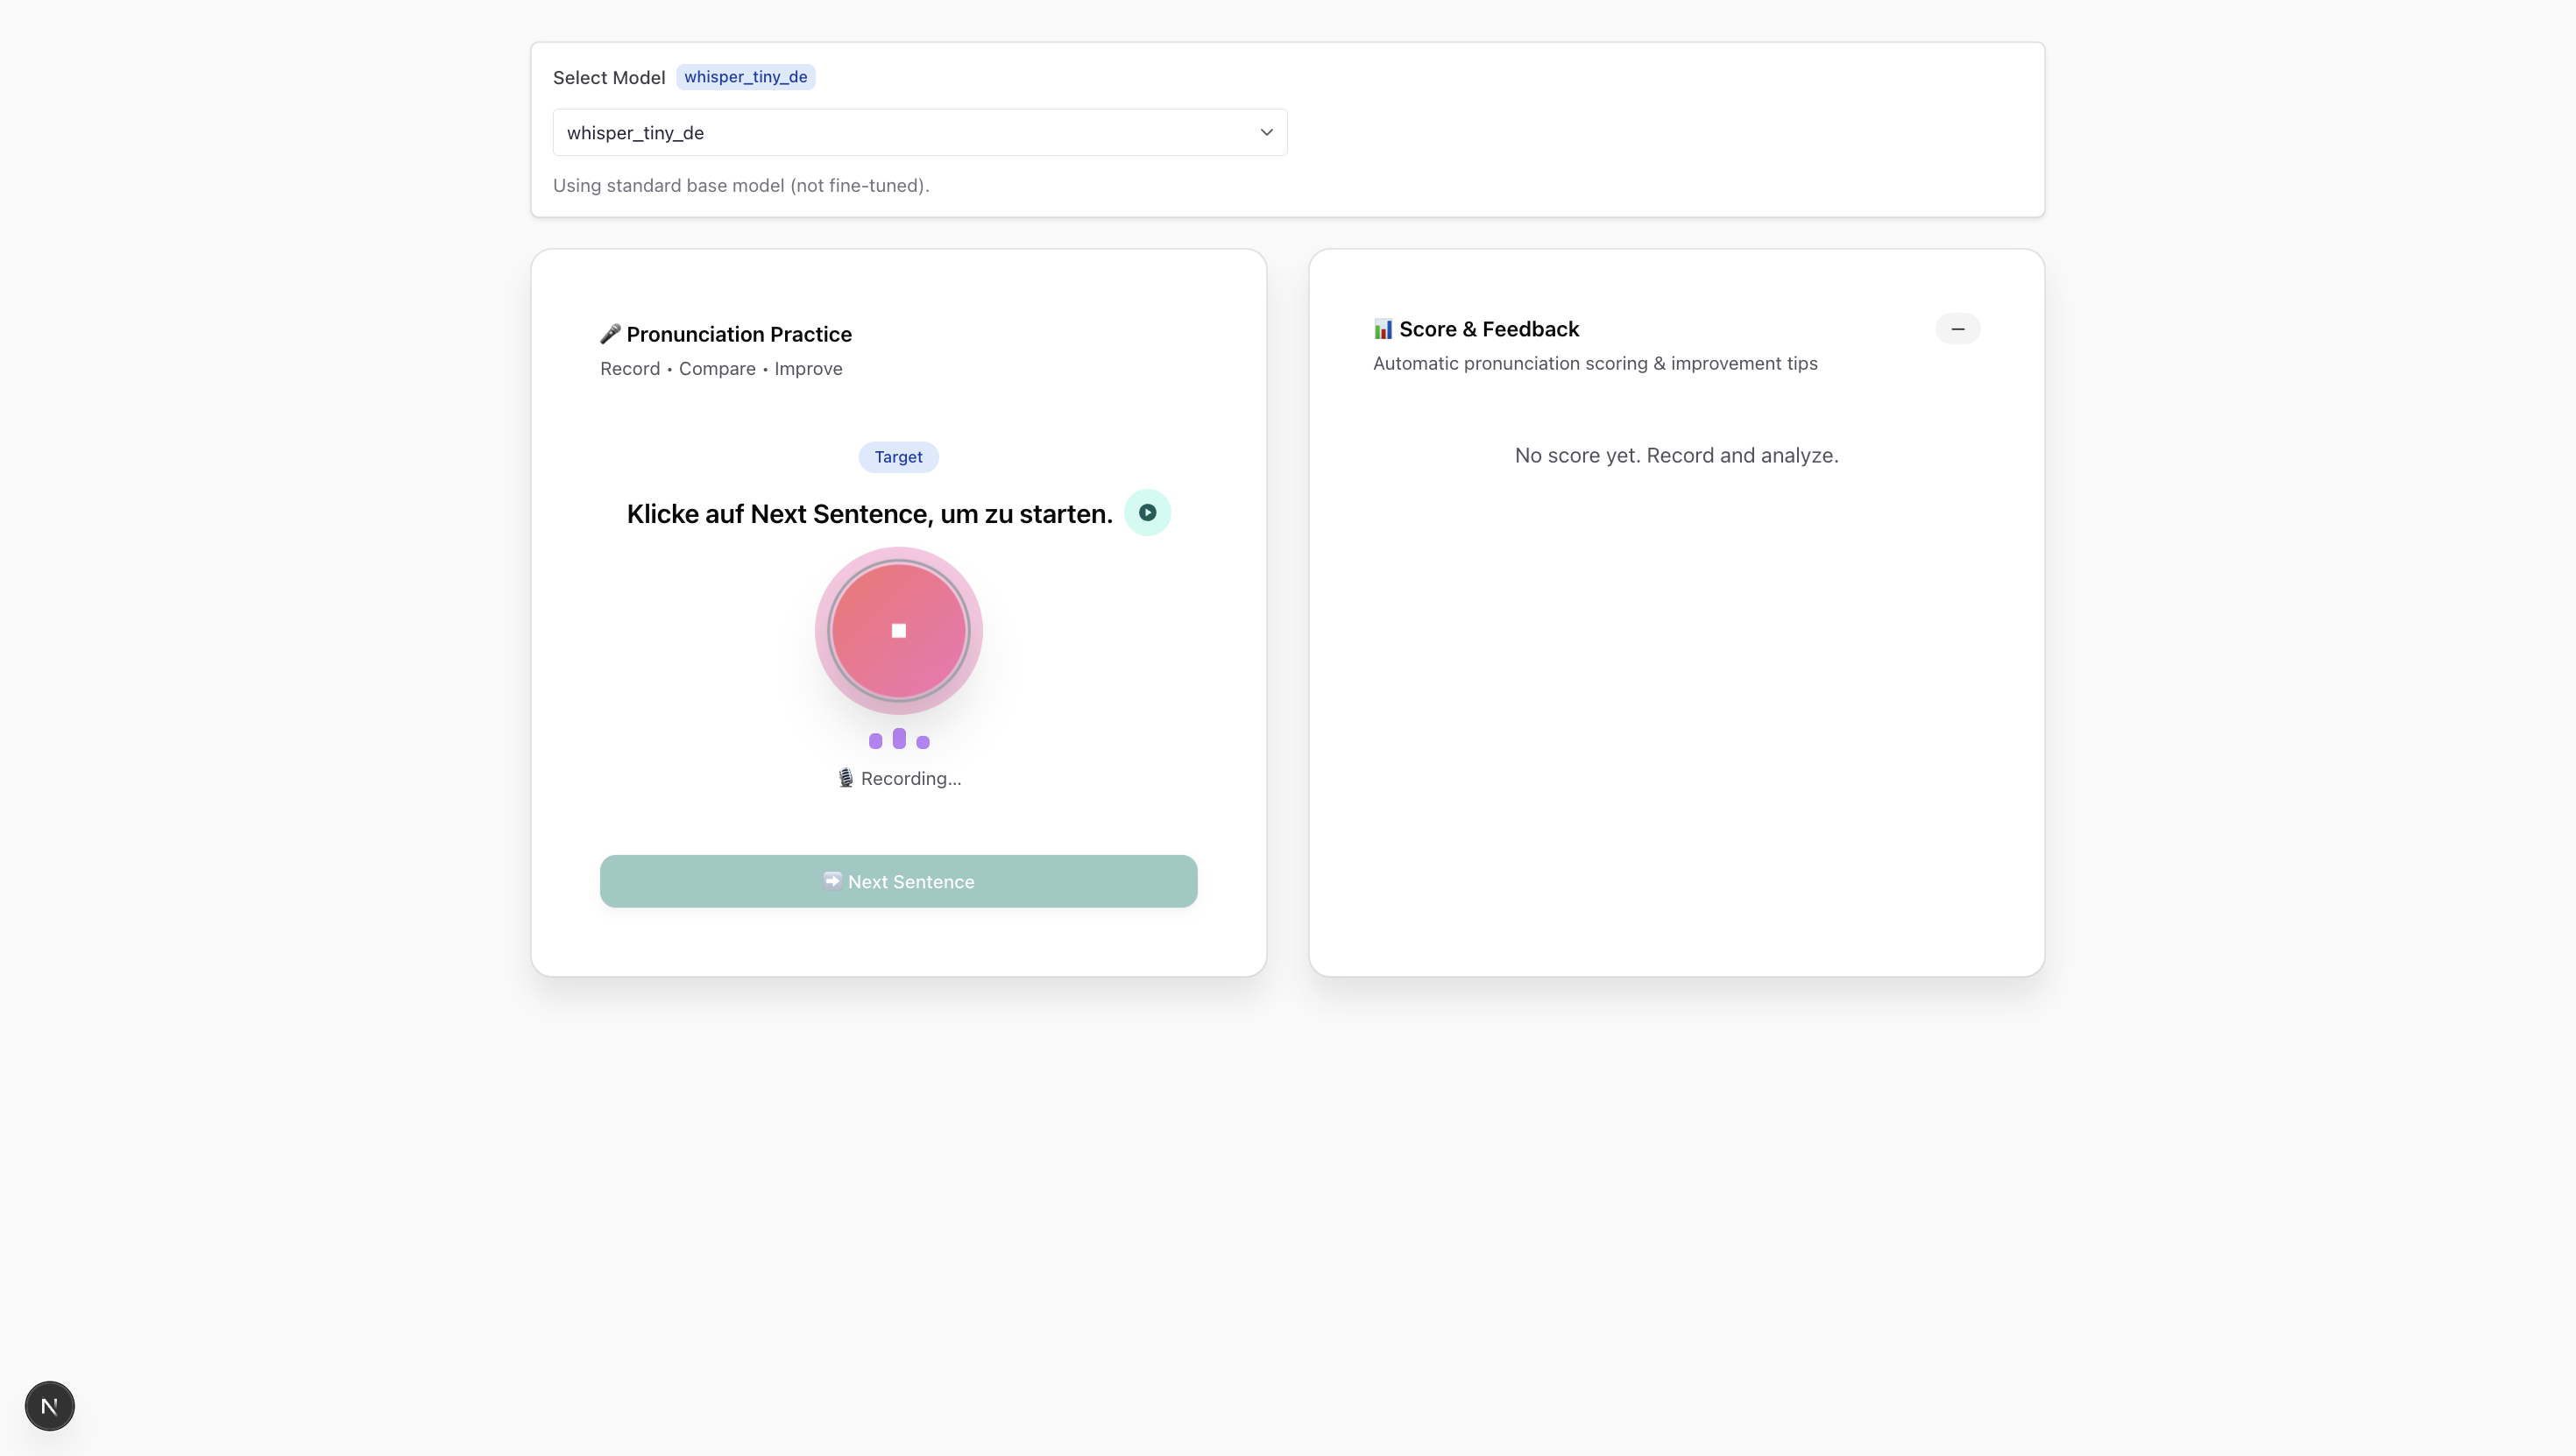 Select Model whisper_tiny_de
whisper_tiny_de
Using standard base model (not fine-tuned).
🎤 Pronunciation Practice
Record • Compare • Improve
Target
Klicke auf Next Sentence, um zu starten.
🎙️ Recording...
➡️ Next Sentence
📊 Score & Feedback
—
Automatic pronunciation scoring & improvement tips
No score yet. Record and analyze.
N